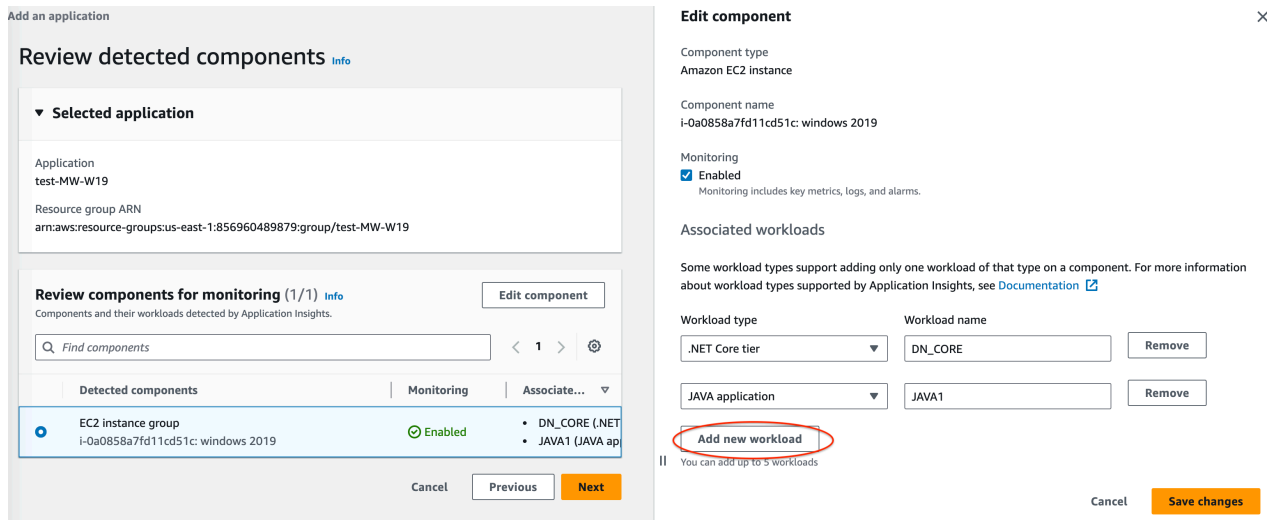 Add an application
Review detected components Info
Selected application
Application
test-MW-W19
Resource group ARN
arn:aws:resource-groups:us-east-1:856960489879:group/test-MW-W19
Review components for monitoring (1/1) Info
Edit component
Components and their workloads detected by Application Insights.
Find components
1
Detected components
Monitoring
Associate...
EC2 instance group
i-0a0858a7fd11cd51c: windows 2019
Enabled
• DN_CORE (.NET
• JAVA1 (JAVA ap
Cancel
Previous
Next
Edit component
Component type
Amazon EC2 instance
Component name
i-0a0858a7fd11cd51c: windows 2019
Monitoring
Enabled
Monitoring includes key metrics, logs, and alarms.
Associated workloads
Some workload types support adding only one workload of that type on a component. For more information
about workload types supported by Application Insights, see Documentation
Workload type
Workload name
.NET Core tier
DN_CORE
Remove
JAVA application
JAVA1
Remove
Add new workload
You can add up to 5 workloads
Cancel
Save changes